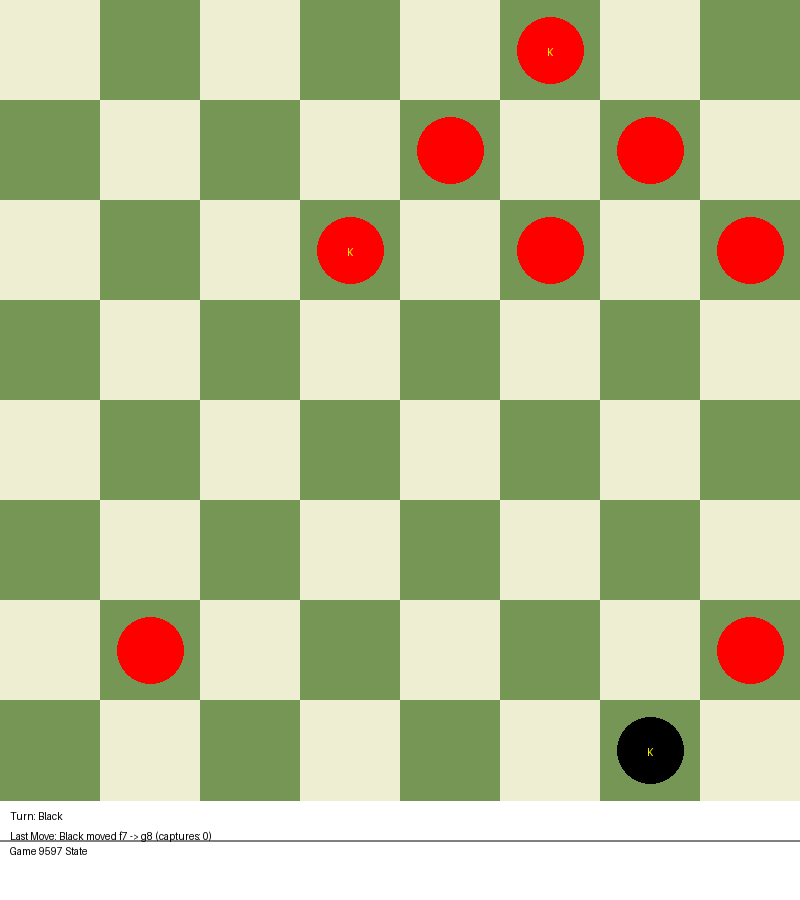 K
K
K
Turn: Black
Last Move: Black moved f7 -> g8 (captures: 0)
Game 9597 State